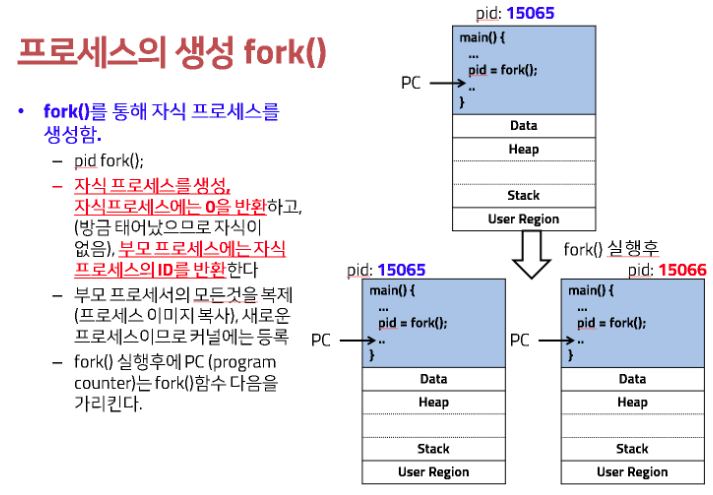 프로세스의 생성 fork()
• fork()를 통해 자식 프로세스를
생성함.
– pid fork();
– 자식 프로세스를 생성,
자식프로세스에는 0을 반환하고,
(방금 태어났으므로 자식이
없음), 부모 프로세스에는 자식
프로세스의 ID를 반환한다
– 부모 프로세서의 모든것을 복제
(프로세스 이미지 복사), 새로운
프로세스이므로 커널에는 등록
– fork() 실행후에 PC (program
counter)는 fork()함수 다음을
가리킨다.
pid: 15065
main() {
...
pid = fork();
PC
..
}
Data
Heap
Stack
User Region
fork() 실행후
pid: 15065
main() {
...
pid = fork();
PC
..
}
Data
Heap
Stack
User Region
pid: 15066
main() {
...
pid = fork();
PC
..
}
Data
Heap
Stack
User Region